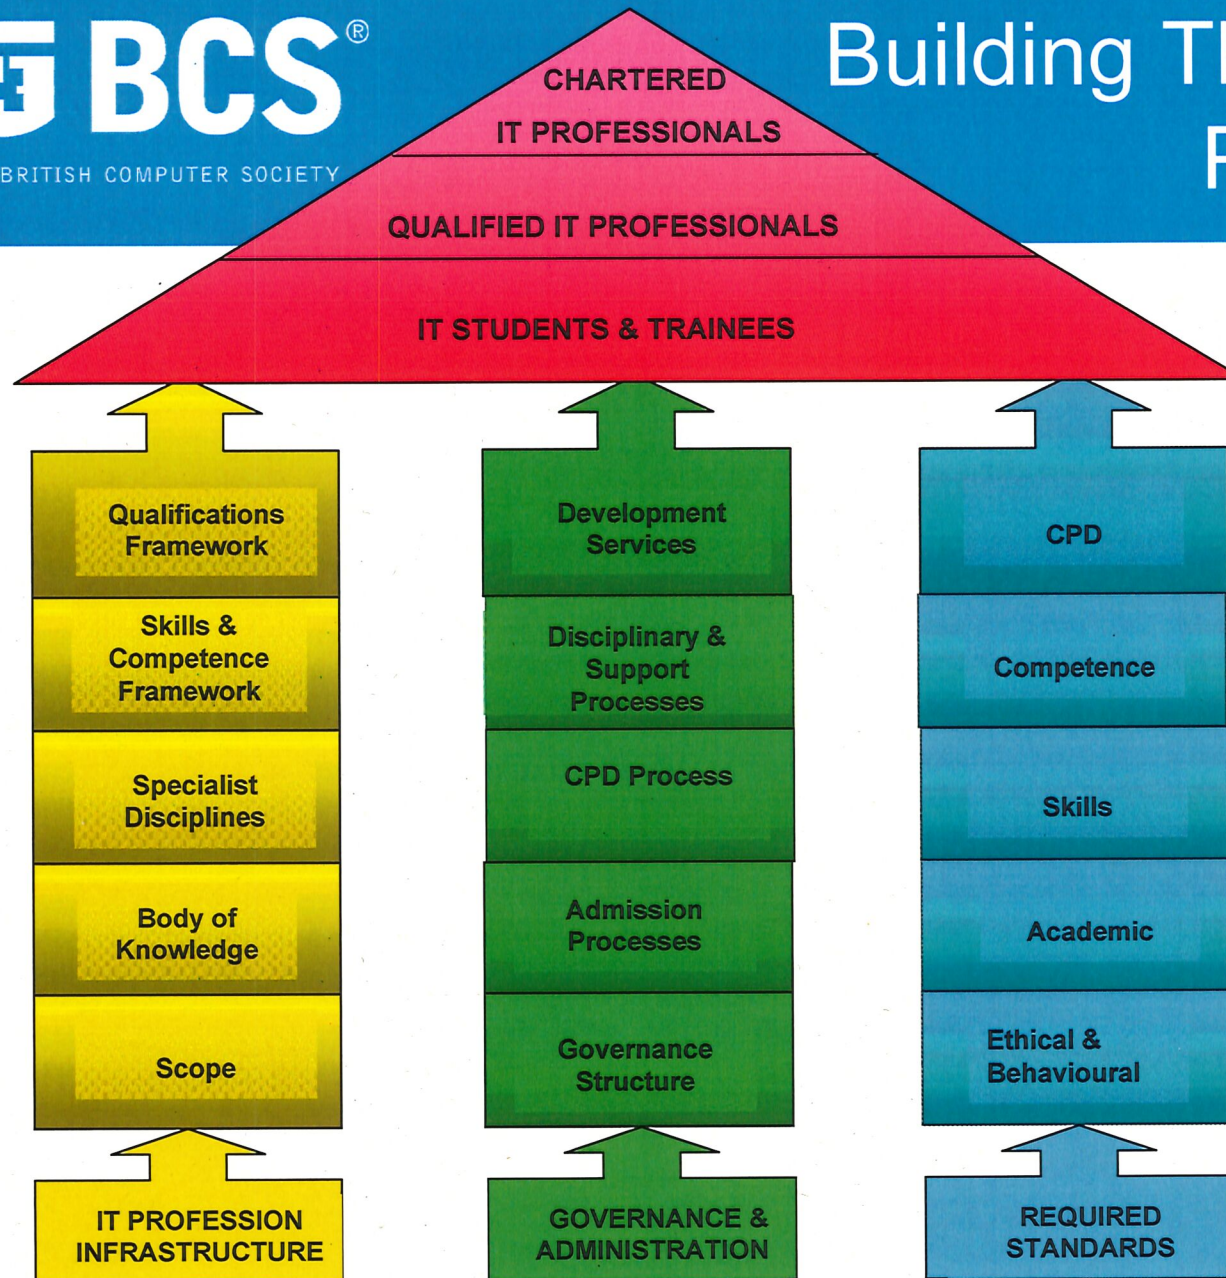 BCS®
BRITISH COMPUTER SOCIETY
Building
CHARTERED
IT PROFESSIONALS
QUALIFIED IT PROFESSIONALS
IT STUDENTS & TRAINEES
Qualifications
Framework
Skills &
Competence
Framework
Specialist
Disciplines
Body of
Knowledge
Scope
IT PROFESSION
INFRASTRUCTURE
Development
Services
Disciplinary &
Support
Processes
CPD Process
Admission
Processes
Governance
Structure
GOVERNANCE &
ADMINISTRATION
CPD
Competence
Skills
Academic
Ethical &
Behavioural
REQUIRED
STANDARDS